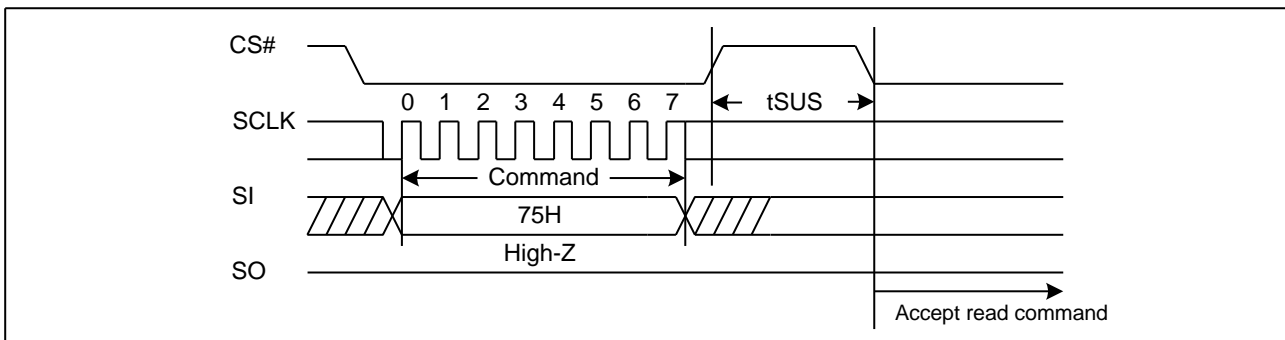 CS#
0 1 2 3 4 5 6 7
tSUS
SCLK
Command
SI
75H
High-Z
SO
Accept read command